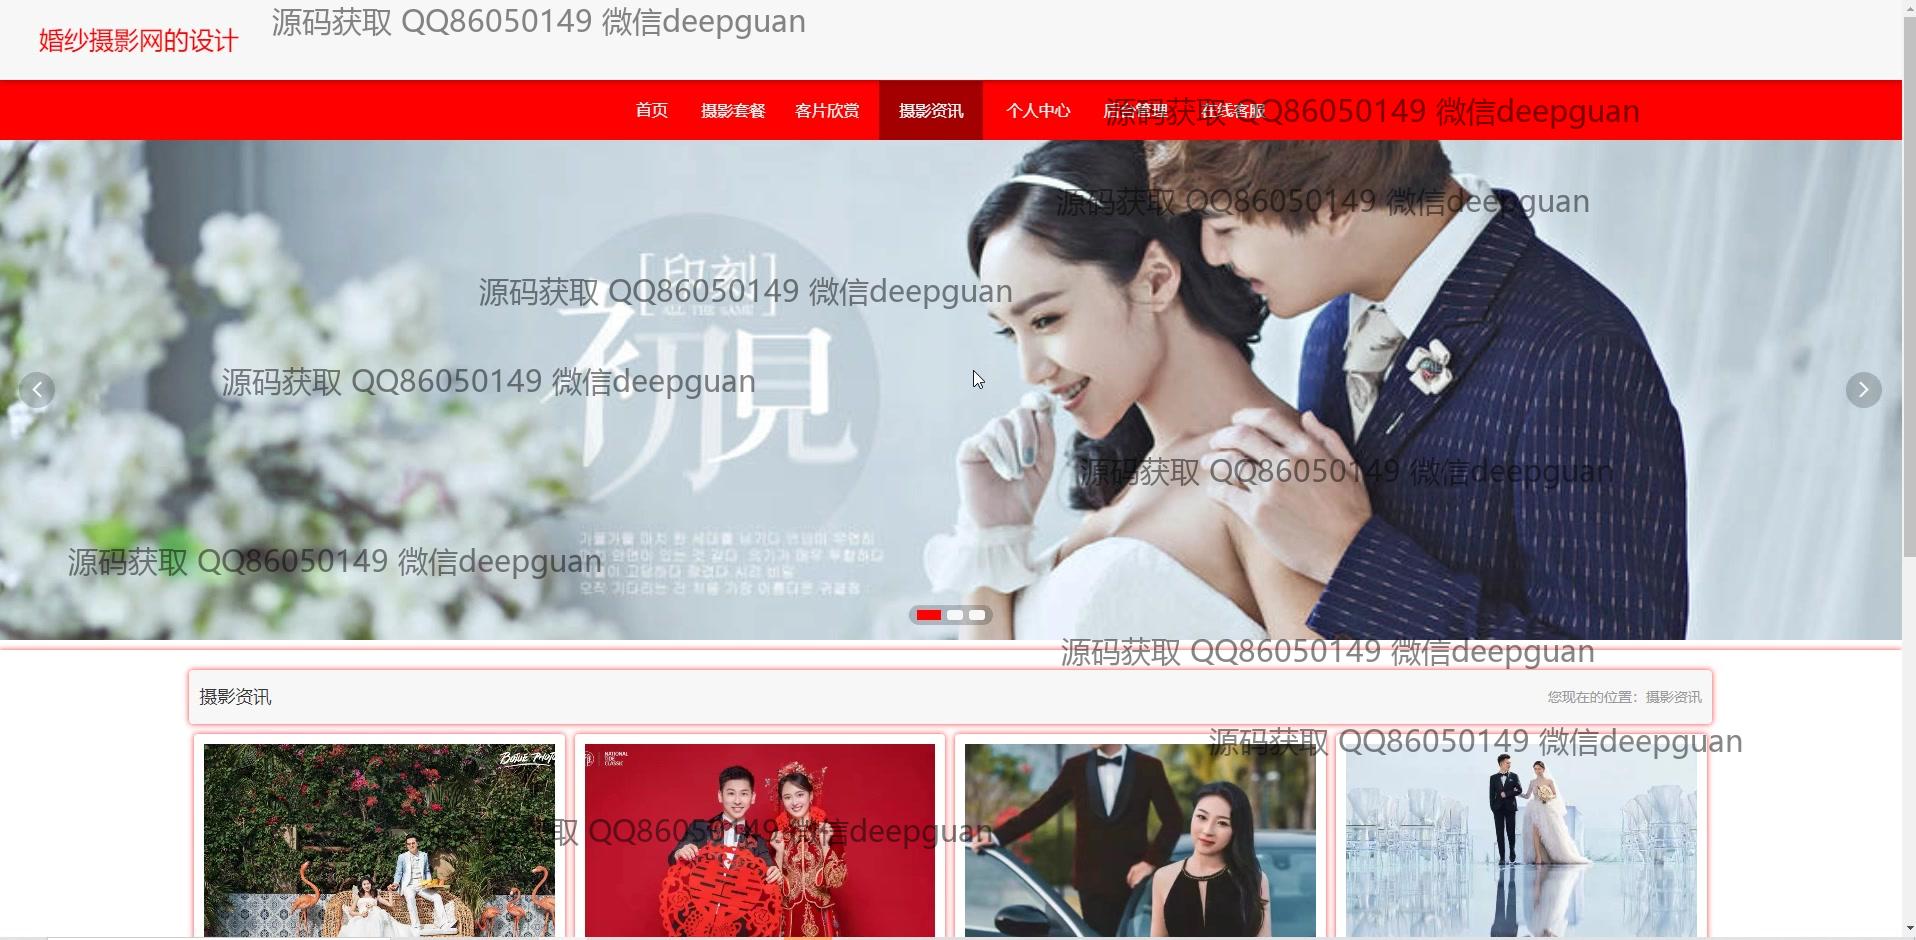 婚纱摄影网的设计
源码获取 QQ86050149 微信deepguan
首页 摄影套餐 客片欣赏 摄影资讯 个人中心 后台管理 在线客服
源码获取 QQ86050149 微信deepguan
源码获取 QQ86050149 微信deepguan
[印刻]
ALL THE SAME
源码获取 QQ86050149 微信deepguan
初見
源码获取 QQ86050149 微信deepguan
源码获取 QQ86050149 微信deepguan
源码获取 QQ86050149 微信deepguan
源码获取 QQ86050149 微信deepguan
摄影资讯
您现在的位置：摄影资讯
源码获取 QQ86050149 微信deepguan
NATIONAL
TIDE
CLASSIC
取 QQ86050149 微信deepguan